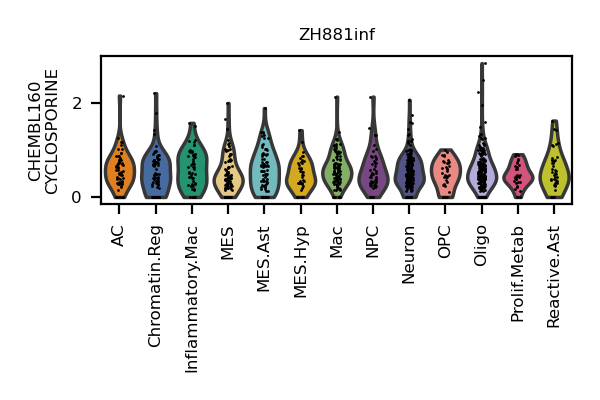 ZH881inf
CHEMBL160
CYCLOSPORINE
2
0
AC
Chromatin.Reg
Inflammatory.Mac
MES
MES.Ast
MES.Hyp
Mac
NPC
Neuron
OPC
Oligo
Prolif.Metab
Reactive.Ast